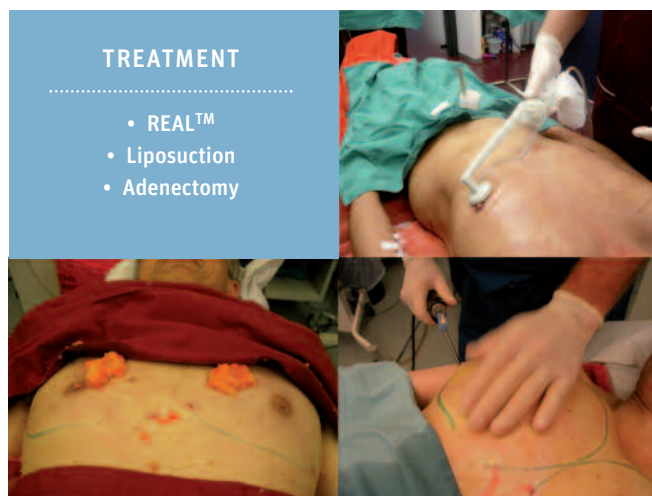 TREATMENT
• REAL™
• Liposuction
• Adenectomy